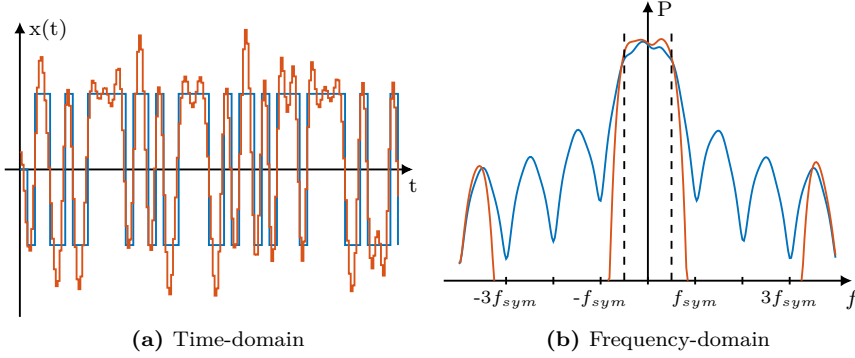 x(t)
t
P
-3f_sym
-f_sym
f_sym
3f_sym
f
(a) Time-domain
(b) Frequency-domain